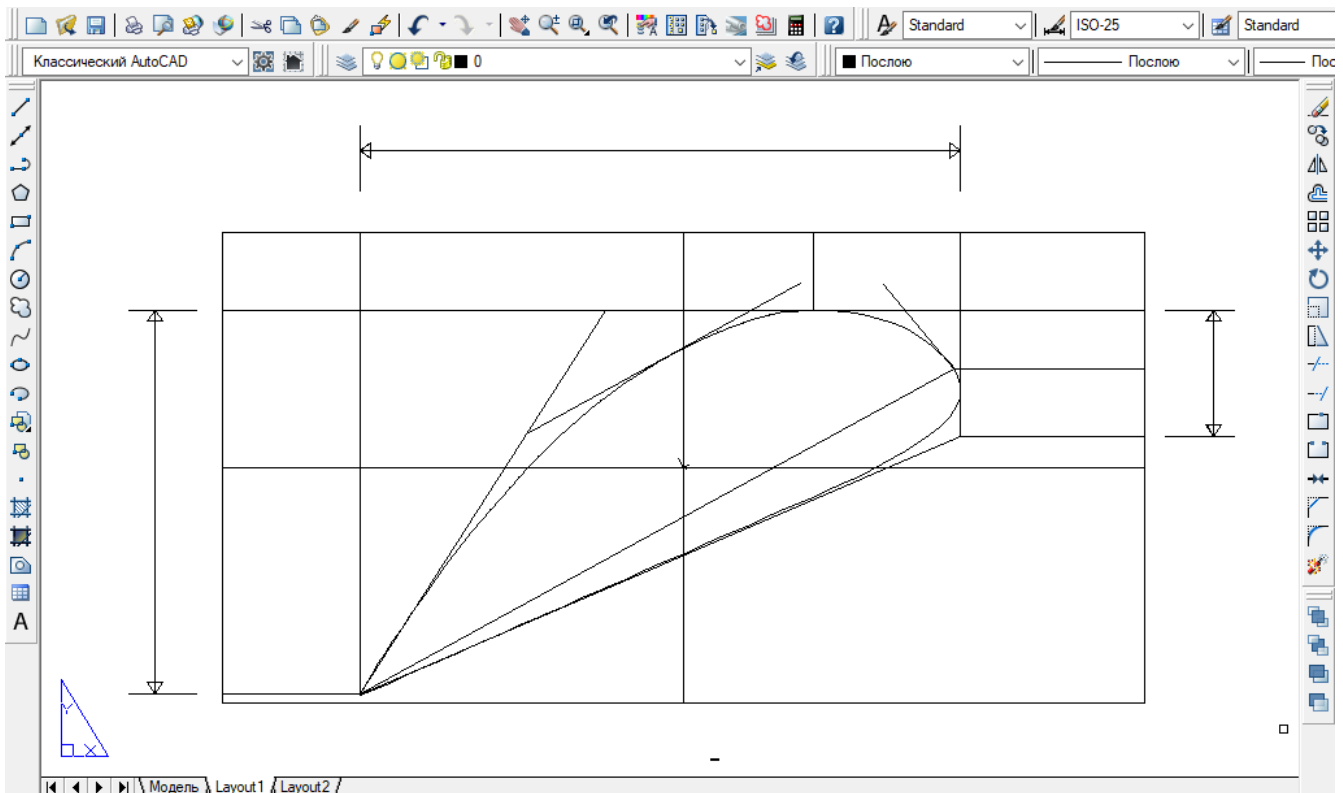 Standard ISO-25 Standard
Классический AutoCAD 0 Послою Послою Пос
A
Y
X
Модель Layout1 Layout2